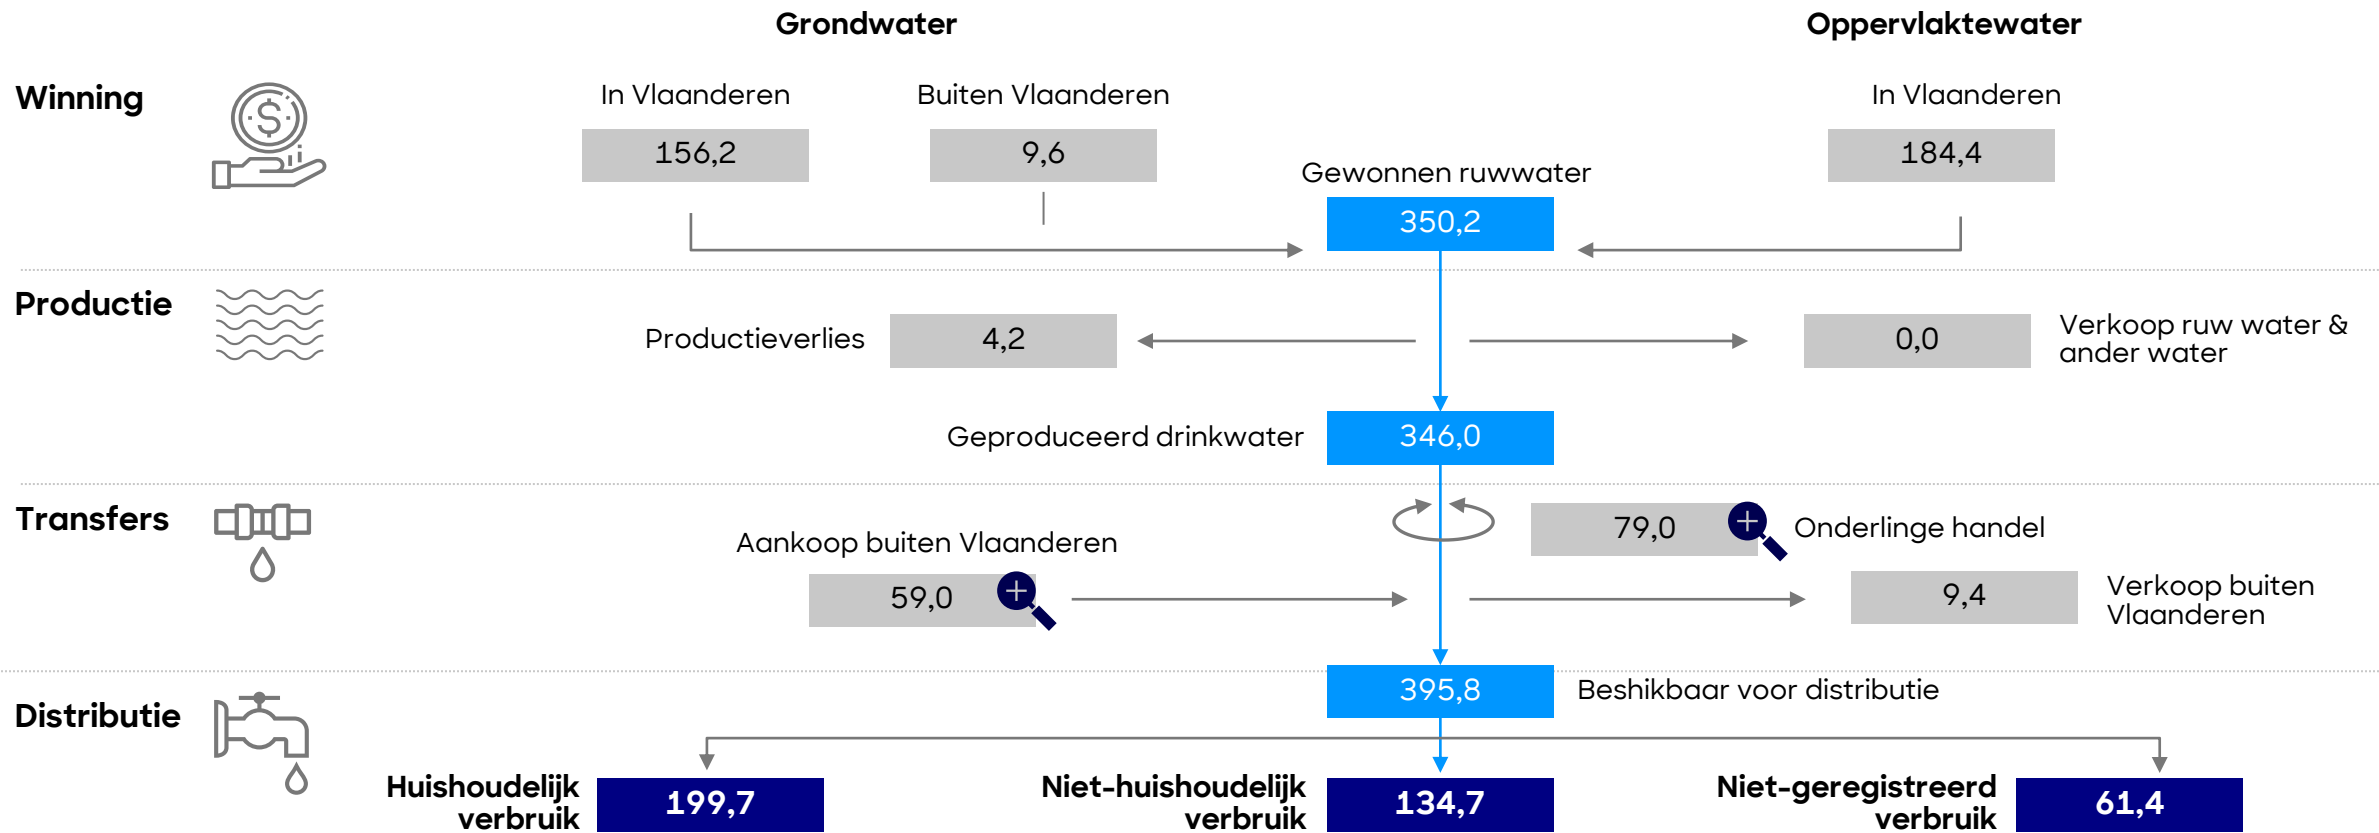 Grondwater
Oppervlaktewater
Winning
In Vlaanderen
Buiten Vlaanderen
In Vlaanderen
$
156,2
9,6
184,4
Gewonnen ruwwater
350,2
Productie
Productieverlies
4,2
0,0
Verkoop ruw water &
ander water
Geproduceerd drinkwater
346,0
Transfers
79,0
Onderlinge handel
Aankoop buiten Vlaanderen
59,0
9,4
Verkoop buiten
Vlaanderen
Distributie
395,8
Beshikbaar voor distributie
Huishoudelijk
verbruik
199,7
Niet-huishoudelijk
verbruik
134,7
Niet-geregistreerd
verbruik
61,4